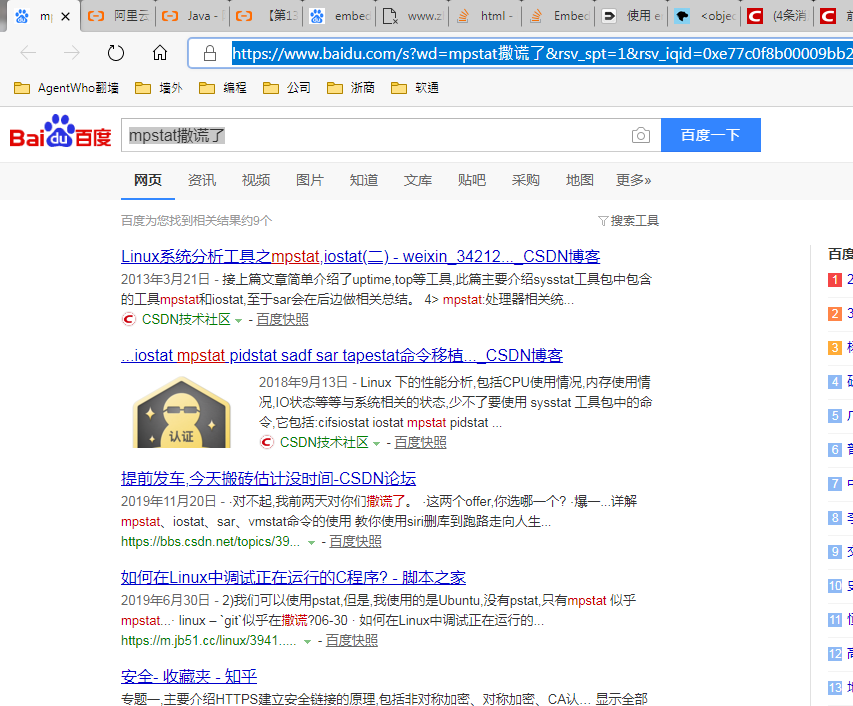 mp
阿里云
Java -
【第1
embed
www.z
html -
Embed
使用 e
<objec
(4条消
https://www.baidu.com/s?wd=mpstat撒谎了&rsv_spt=1&rsv_iqid=0xe77c0f8b00009bb2
AgentWho翻墙 墙外 编程 公司 浙商 软通
Bai du 百度
mpstat撒谎了
百度一下
网页 资讯 视频 图片 知道 文库 贴吧 采购 地图 更多»
百度为您找到相关结果约9个
搜索工具
Linux系统分析工具之mpstat,iostat(二) - weixin_34212..._CSDN博客
2013年3月21日 - 接上篇文章简单介绍了uptime,top等工具,此篇主要介绍sysstat工具包中包含
的工具mpstat和iostat,至于sar会在后边做相关总结。 4> mpstat:处理器相关统...
CSDN技术社区 - 百度快照
...iostat mpstat pidstat sadf sar tapestat命令移植..._CSDN博客
认证
2018年9月13日 - Linux 下的性能分析,包括CPU使用情况,内存使用情
况,IO状态等等与系统相关的状态,少不了要使用 sysstat 工具包中的命
令,它包括:cifsiostat iostat mpstat pidstat ...
CSDN技术社区 - 百度快照
提前发车,今天搬砖估计没时间-CSDN论坛
2019年11月20日 - ·对不起,我前两天对你们撒谎了。 ·这两个offer,你选哪一个? ·爆一...详解
mpstat、iostat、sar、vmstat命令的使用 教你使用siri删库到跑路走向人生...
https://bbs.csdn.net/topics/39... - 百度快照
如何在Linux中调试正在运行的C程序? - 脚本之家
2019年6月30日 - 2)我们可以使用pstat,但是,我使用的是Ubuntu,没有pstat,只有mpstat 似乎
mpstat...· linux – `git`似乎在撒谎?06-30 · 如何在Linux中调试正在运行的...
https://m.jb51.cc/linux/3941..... - 百度快照
安全- 收藏夹 - 知乎
专题一,主要介绍HTTPS建立安全链接的原理,包括非对称加密、对称加密、CA认... 显示全部
百度
1 2
2 3
3
4
5
6
7
8
9
10
11
12
13